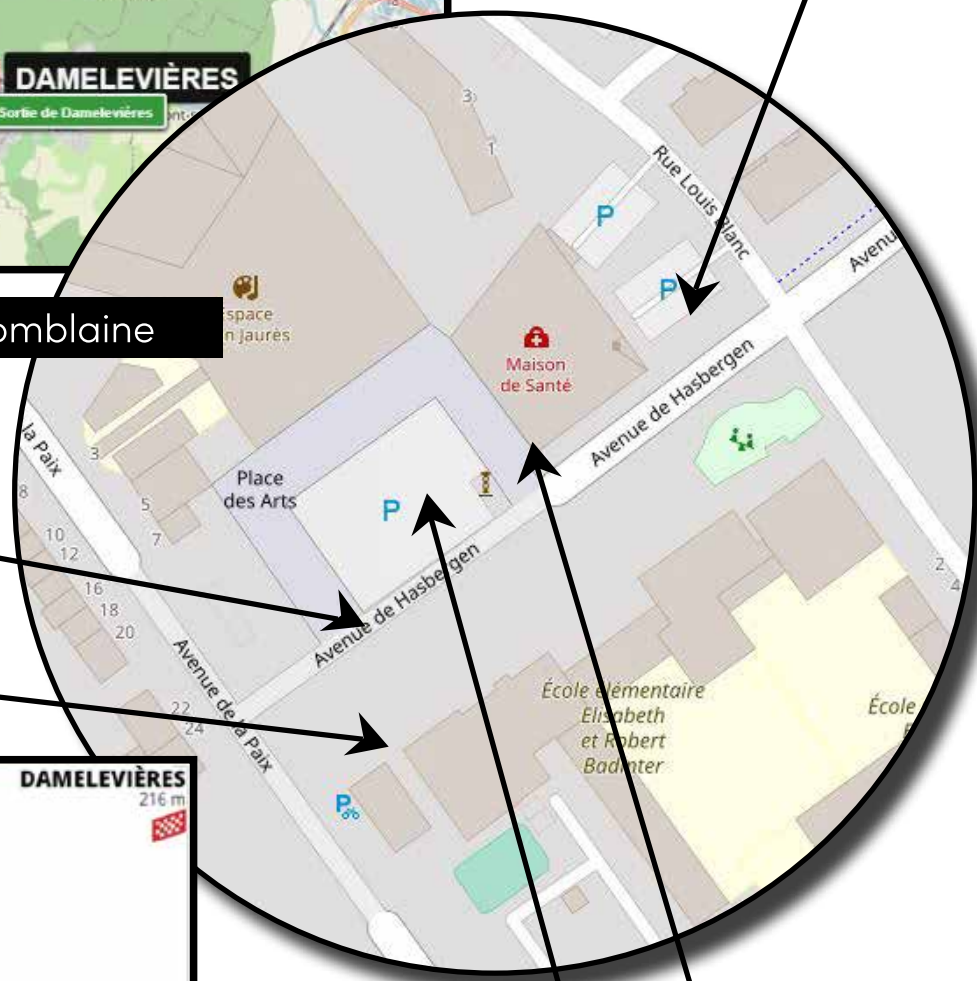 DAMELEVIÈRES
Sortie de Damelevières
3
1
Rue Louis Blanc
P
P
Avenu
omblaine
space
n Jaurès
Maison
de Santé
la Paix
3
Avenue de Hasbergen
8
5
Place
des Arts
P
7
10
12
16
18
20
Avenue de Hasbergen
2
4
Avenue de la Paix
22
24
École élémentaire
Elisabeth
et Robert
Badinter
École
P
DAMELEVIÈRES
216 m